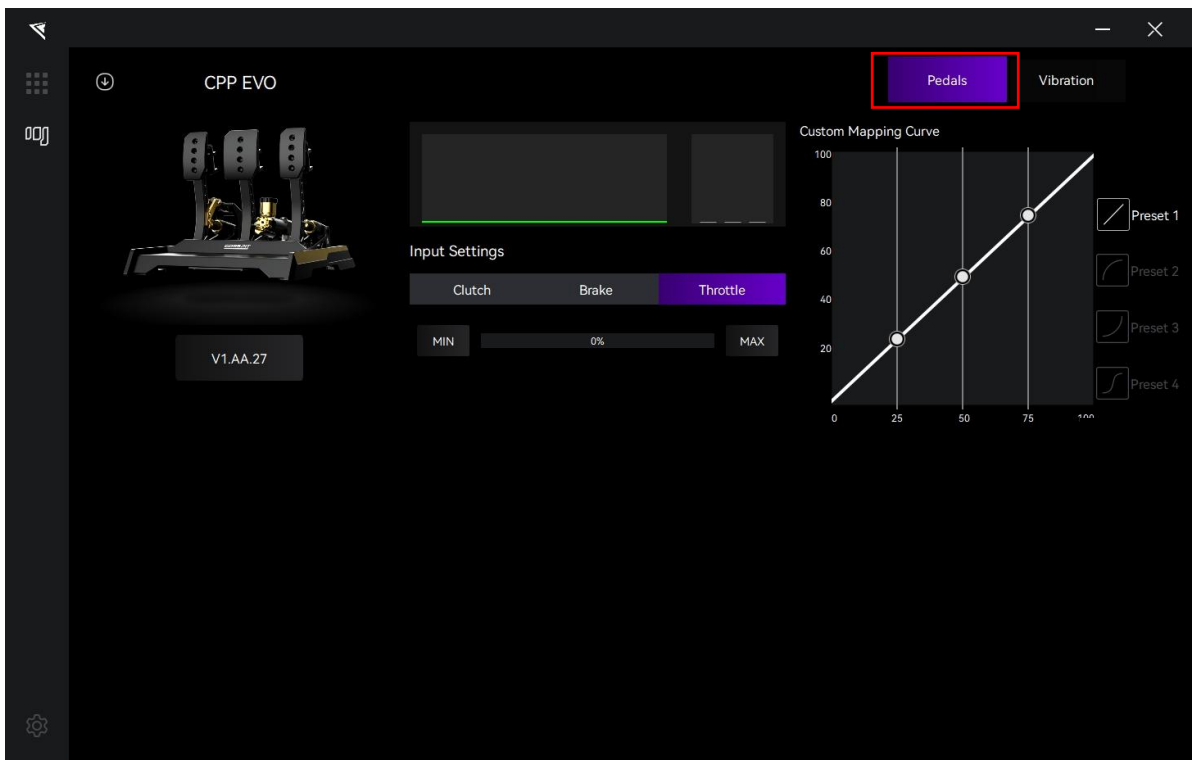 CPP EVO
Pedals
Vibration
Custom Mapping Curve
100
80
60
40
20
0
25
50
75
100
Preset 1
Preset 2
Preset 3
Preset 4
Input Settings
Clutch
Brake
Throttle
MIN
0%
MAX
V1.AA.27